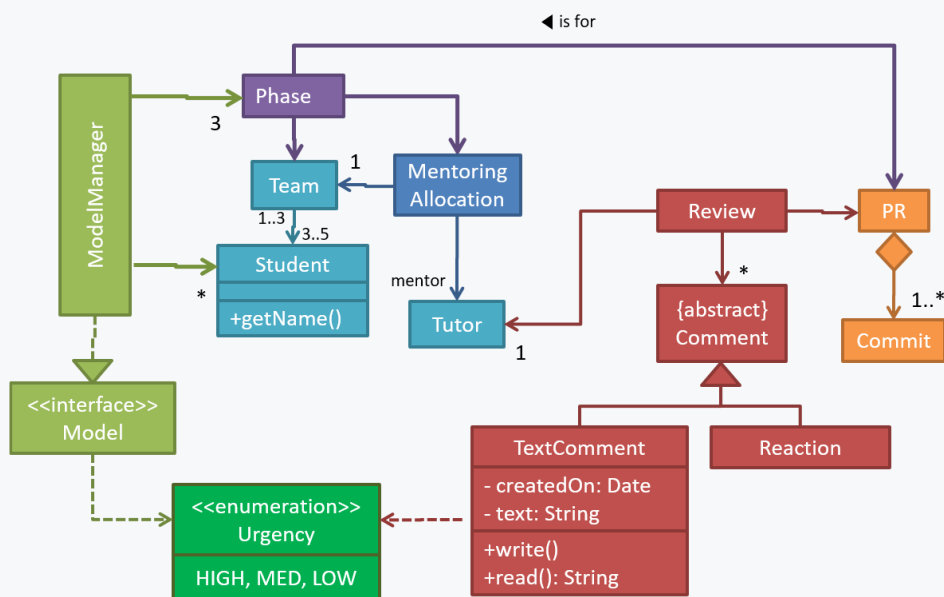 ◀ is for
ModelManager
3
Phase
Team
1
Mentoring
Allocation
1..3
3..5
*
Student
+getName()
mentor
Tutor
1
Review
PR
*
1..*
{abstract}
Comment
Commit
<<interface>>
Model
TextComment
- createdOn: Date
- text: String
+write()
+read(): String
Reaction
<<enumeration>>
Urgency
HIGH, MED, LOW